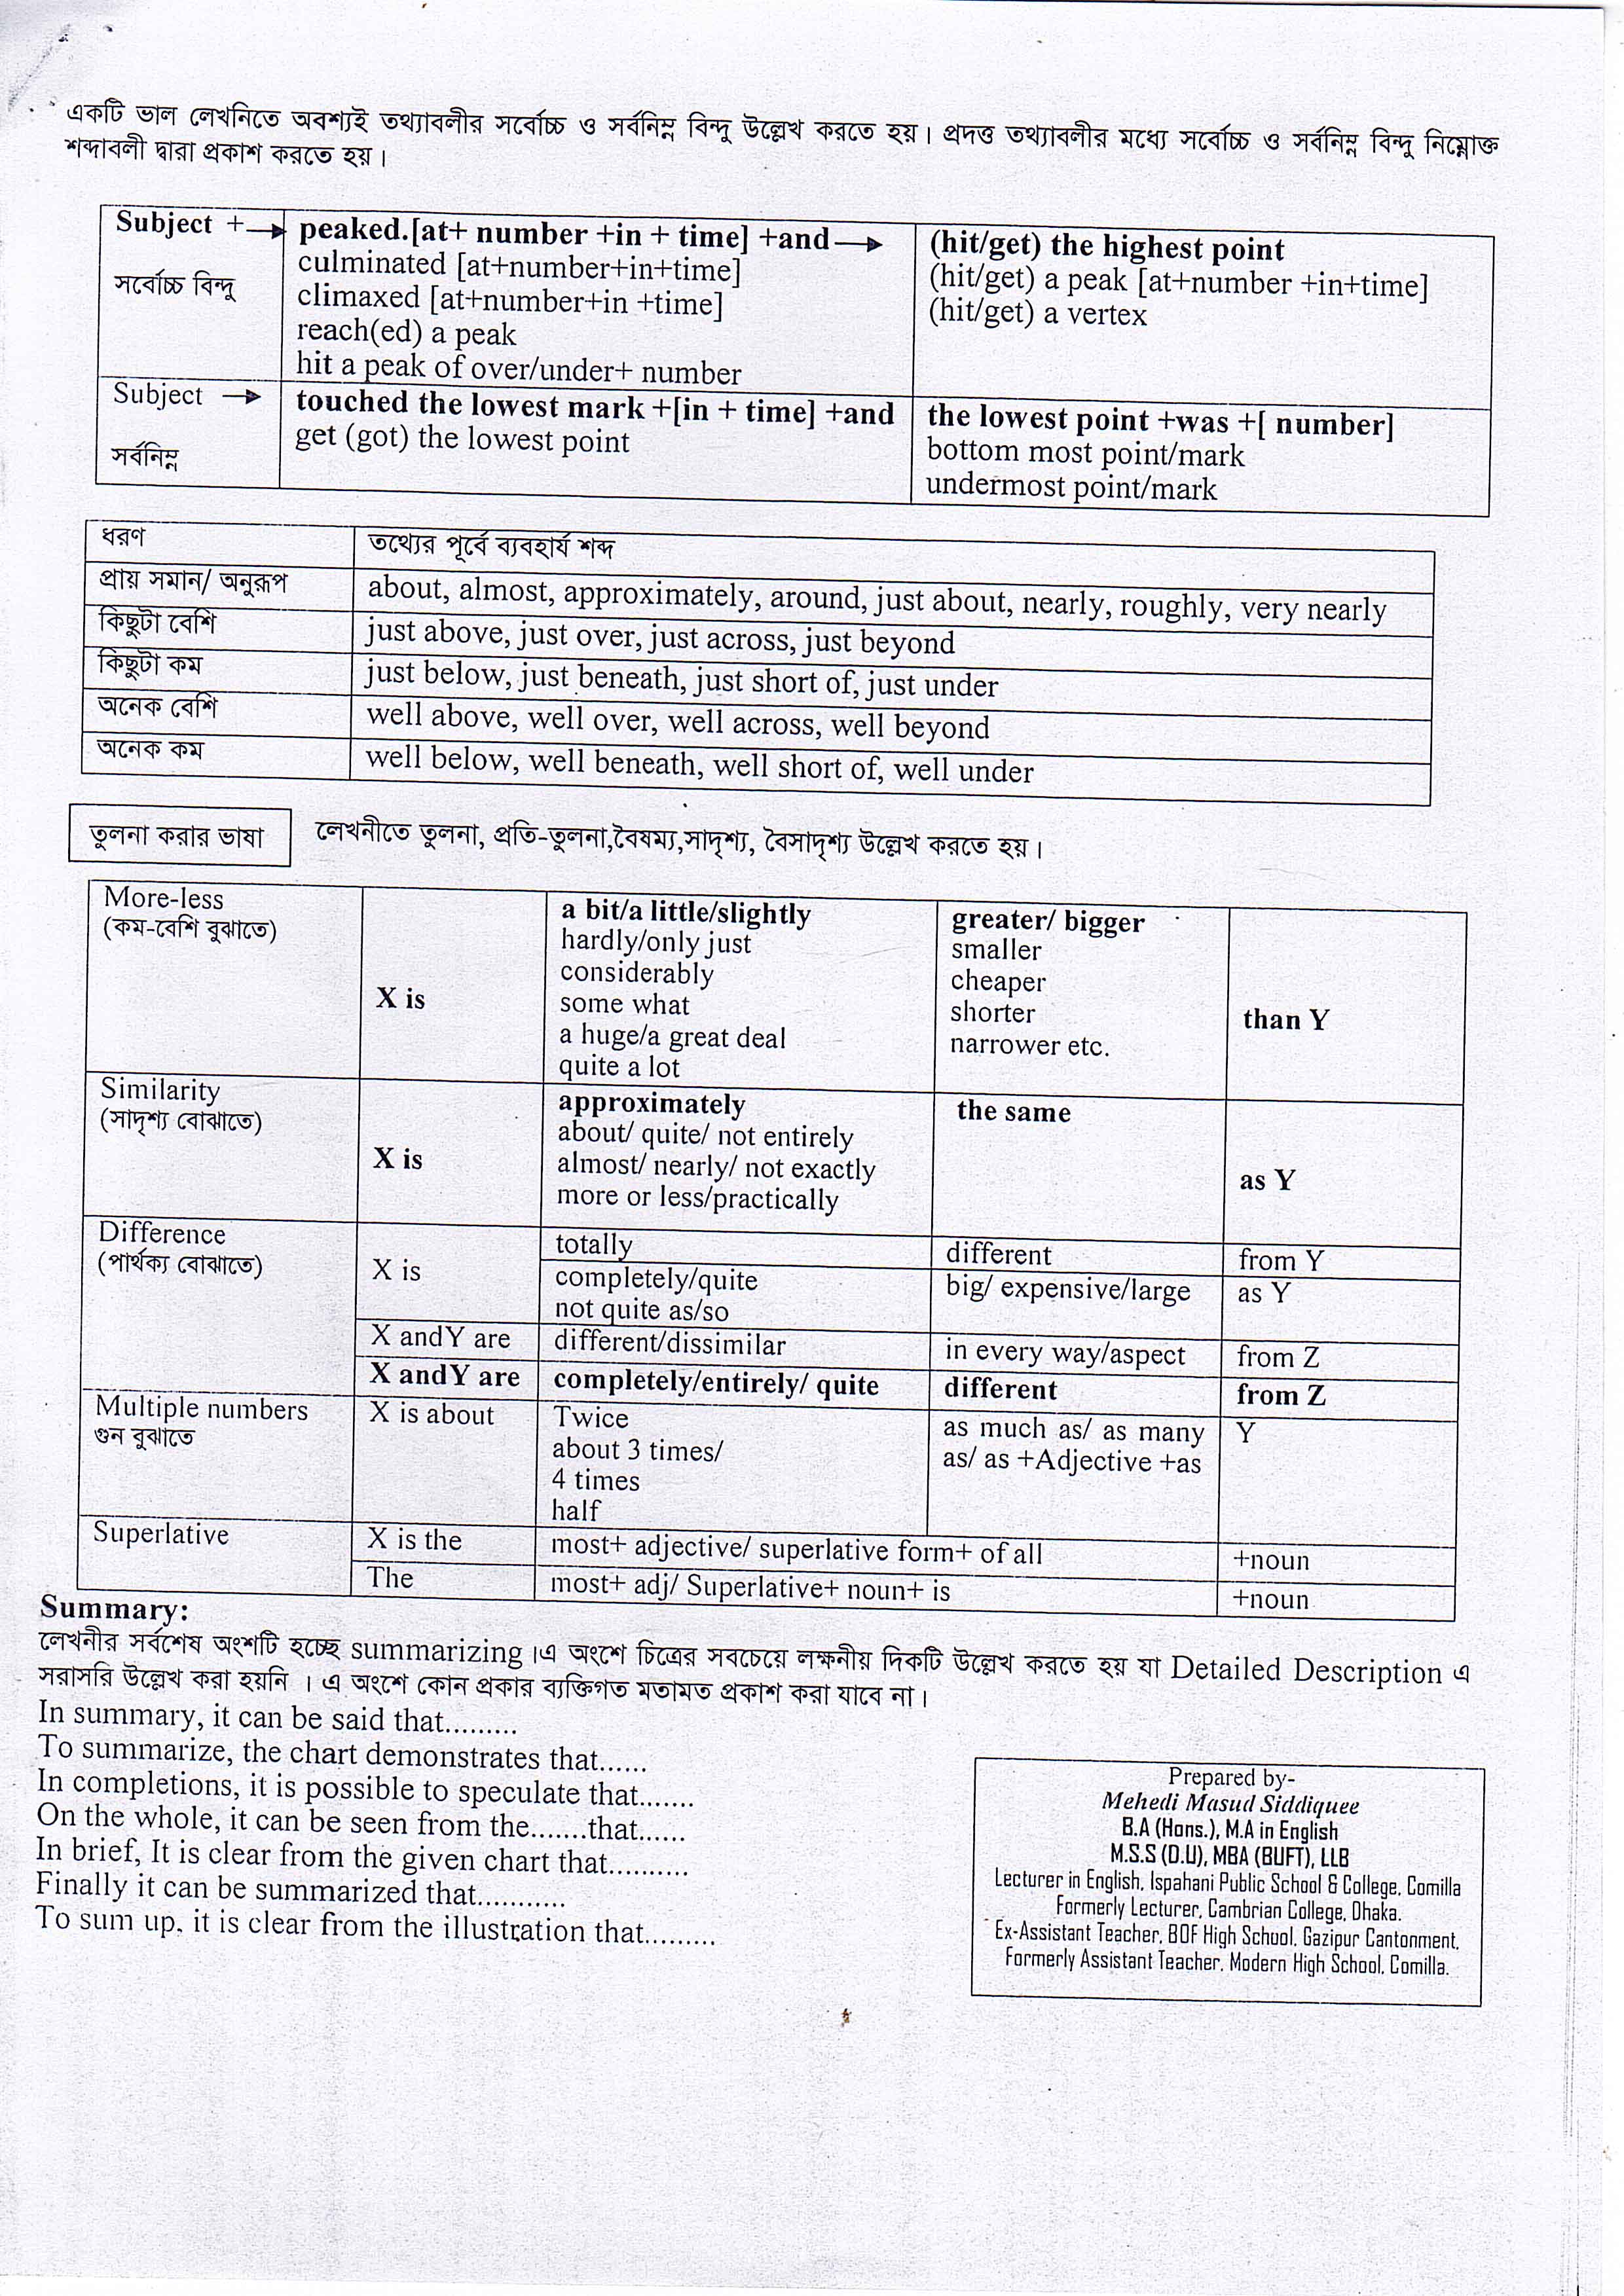 একটি ভাল লেখনিতে অবশ্যই তথ্যাবলীর সর্বোচ্চ ও সর্বনিম্ন বিন্দু উল্লেখ করতে হয়। প্রদত্ত তথ্যাবলীর মধ্যে সর্বোচ্চ ও সর্বনিম্ন বিন্দু নিম্নোক্ত
শব্দাবলী দ্বারা প্রকাশ করতে হয়।
Subject +→ peaked.[at+ number +in + time] +and→ (hit/get) the highest point
culminated [at+number+in+time] (hit/get) a peak [at+number +in+time]
সর্বোচ্চ বিন্দু climaxed [at+number+in +time] (hit/get) a vertex
reach(ed) a peak
hit a peak of over/under+ number
Subject → touched the lowest mark +[in + time] +and the lowest point +was +[ number]
get (got) the lowest point bottom most point/mark
সর্বনিম্ন undermost point/mark
ধরণ তথ্যের পূর্বে ব্যবহার্য শব্দ
প্রায় সমান/ অনুরূপ about, almost, approximately, around, just about, nearly, roughly, very nearly
কিছুটা বেশি just above, just over, just across, just beyond
কিছুটা কম just below, just beneath, just short of, just under
অনেক বেশি well above, well over, well across, well beyond
অনেক কম well below, well beneath, well short of, well under
তুলনা করার ভাষা লেখনীতে তুলনা, প্রতি-তুলনা,বৈষম্য,সাদৃশ্য, বৈসাদৃশ্য উল্লেখ করতে হয়।
More-less a bit/a little/slightly greater/ bigger
(কম-বেশি বুঝাতে) hardly/only just smaller
considerably cheaper
X is some what shorter than Y
a huge/a great deal narrower etc.
quite a lot
Similarity approximately the same
(সাদৃশ্য বোঝাতে) about/ quite/ not entirely
X is almost/ nearly/ not exactly as Y
more or less/practically
Difference totally different from Y
(পার্থক্য বোঝাতে) X is completely/quite big/ expensive/large as Y
not quite as/so
X andY are different/dissimilar in every way/aspect from Z
X andY are completely/entirely/ quite different from Z
Multiple numbers X is about Twice as much as/ as many Y
গুন বুঝাতে about 3 times/ as/ as +Adjective +as
4 times
half
Superlative X is the most+ adjective/ superlative form+ of all +noun
The most+ adj/ Superlative+ noun+ is +noun
Summary:
লেখনীর সর্বশেষ অংশটি হচ্ছে summarizing ।এ অংশে চিত্রের সবচেয়ে লক্ষনীয় দিকটি উল্লেখ করতে হয় যা Detailed Description এ
সরাসরি উল্লেখ করা হয়নি । এ অংশে কোন প্রকার ব্যক্তিগত মতামত প্রকাশ করা যাবে না।
In summary, it can be said that.........
To summarize, the chart demonstrates that......
In completions, it is possible to speculate that.......
On the whole, it can be seen from the.......that......
In brief, It is clear from the given chart that..........
Finally it can be summarized that...........
To sum up, it is clear from the illustration that.........
Prepared by-
Mehedi Masud Siddiquee
B.A (Hons.), M.A in English
M.S.S (D.U), MBA (BUFT), LLB
Lecturer in English, Ispahani Public School & College, Comilla
Formerly Lecturer, Cambrian College, Dhaka.
Ex-Assistant Teacher, BOF High School, Gazipur Cantonment.
Formerly Assistant Teacher, Modern High School, Comilla.